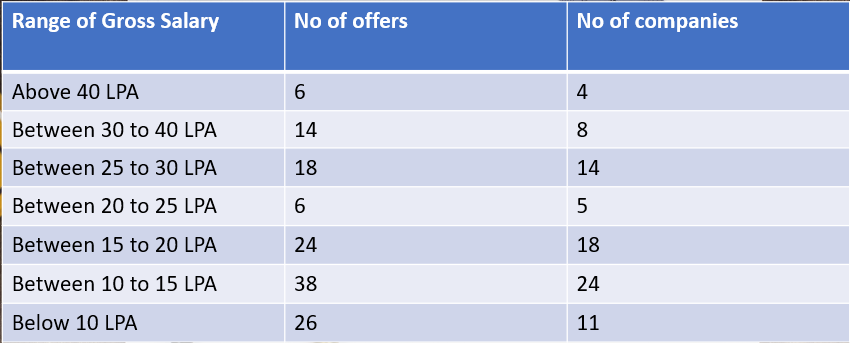 Range of Gross Salary No of offers No of companies
Above 40 LPA 6 4
Between 30 to 40 LPA 14 8
Between 25 to 30 LPA 18 14
Between 20 to 25 LPA 6 5
Between 15 to 20 LPA 24 18
Between 10 to 15 LPA 38 24
Below 10 LPA 26 11